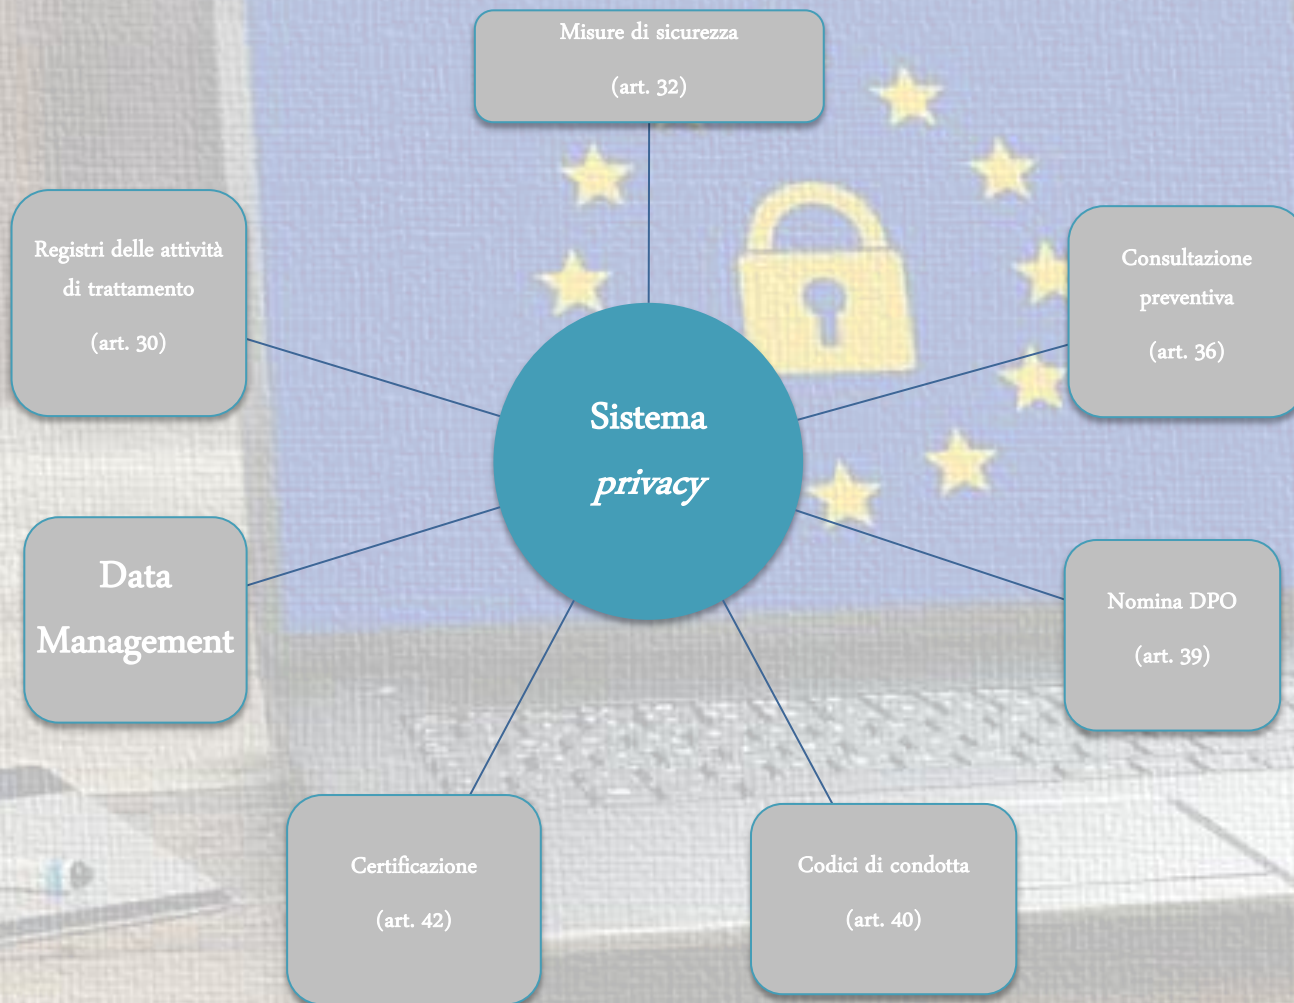 Misure di sicurezza
(art. 32)
Registri delle attività
di trattamento
(art. 30)
Consultazione
preventiva
(art. 36)
Sistema
privacy
Data
Management
Nomina DPO
(art. 39)
Certificazione
(art. 42)
Codici di condotta
(art. 40)